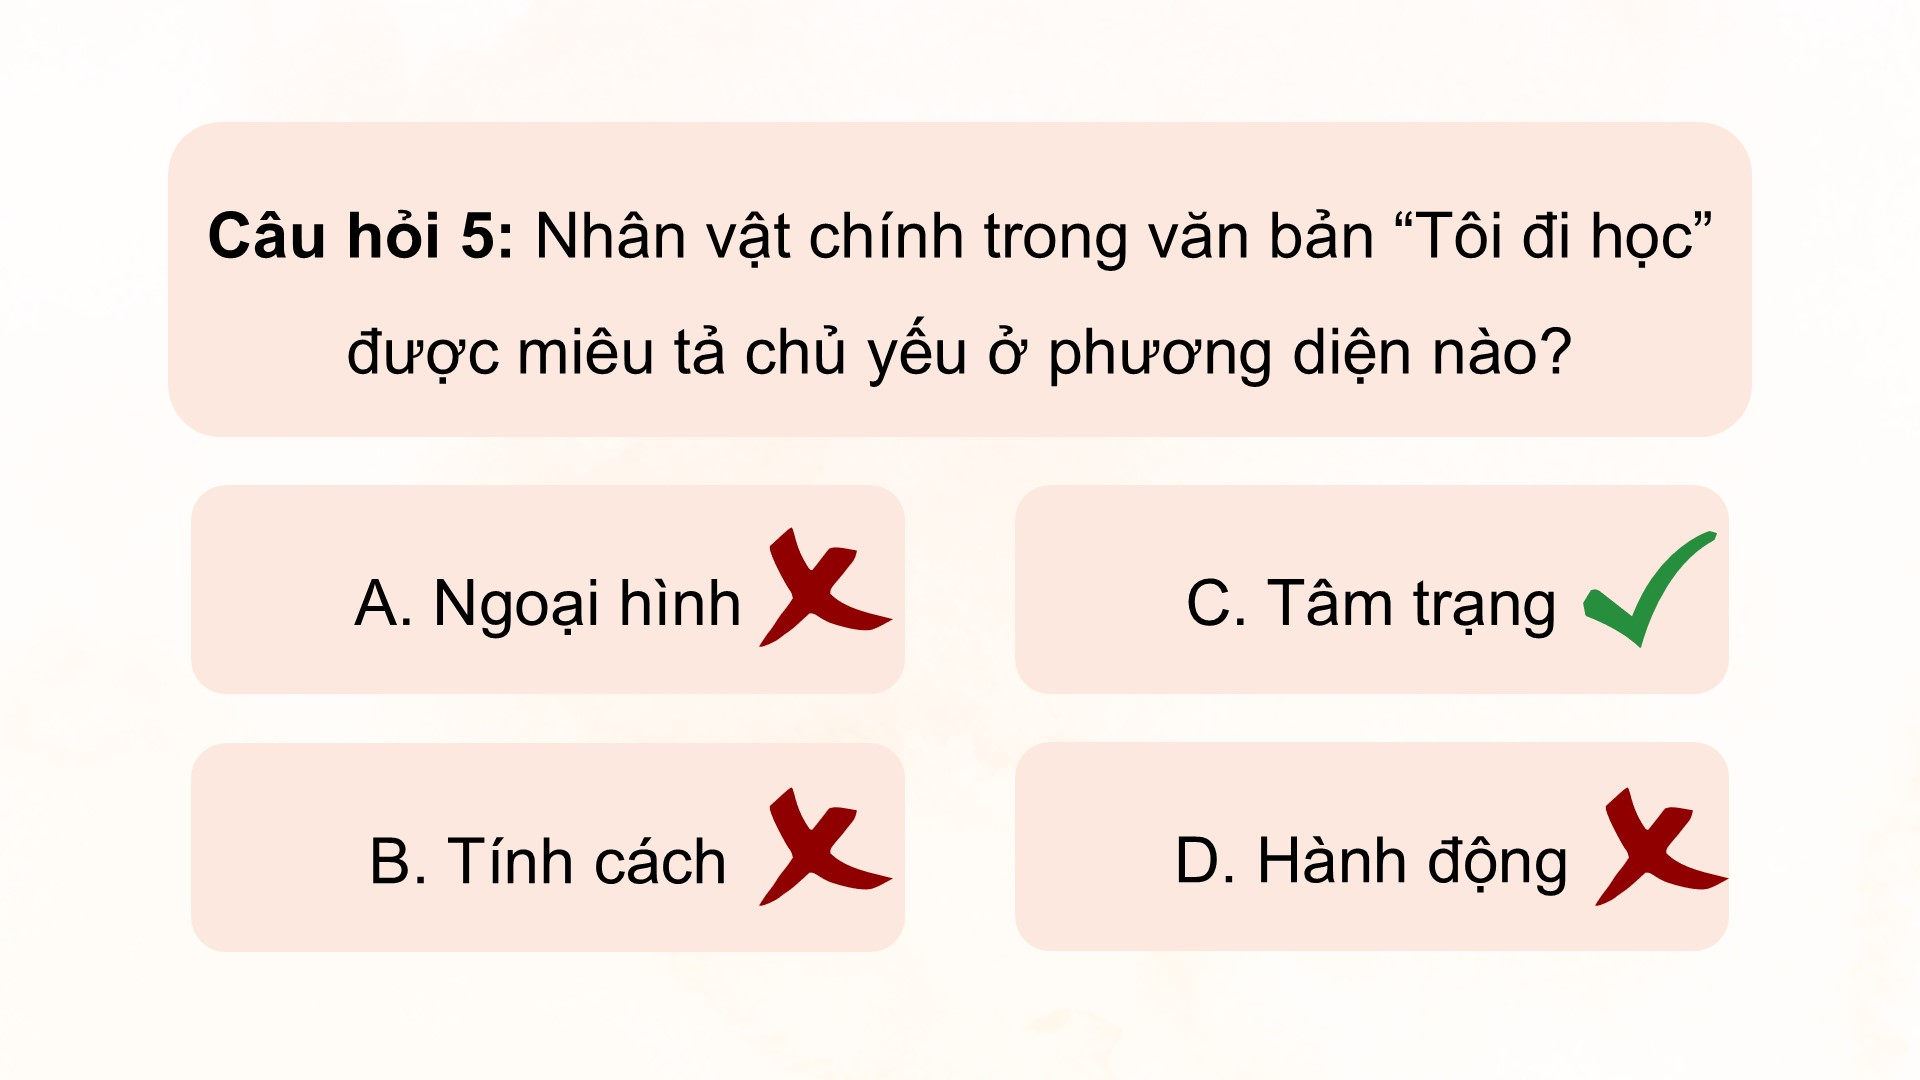 Câu hỏi 5: Nhân vật chính trong văn bản “Tôi đi học”
được miêu tả chủ yếu ở phương diện nào?
A. Ngoại hình
C. Tâm trạng
B. Tính cách
D. Hành động